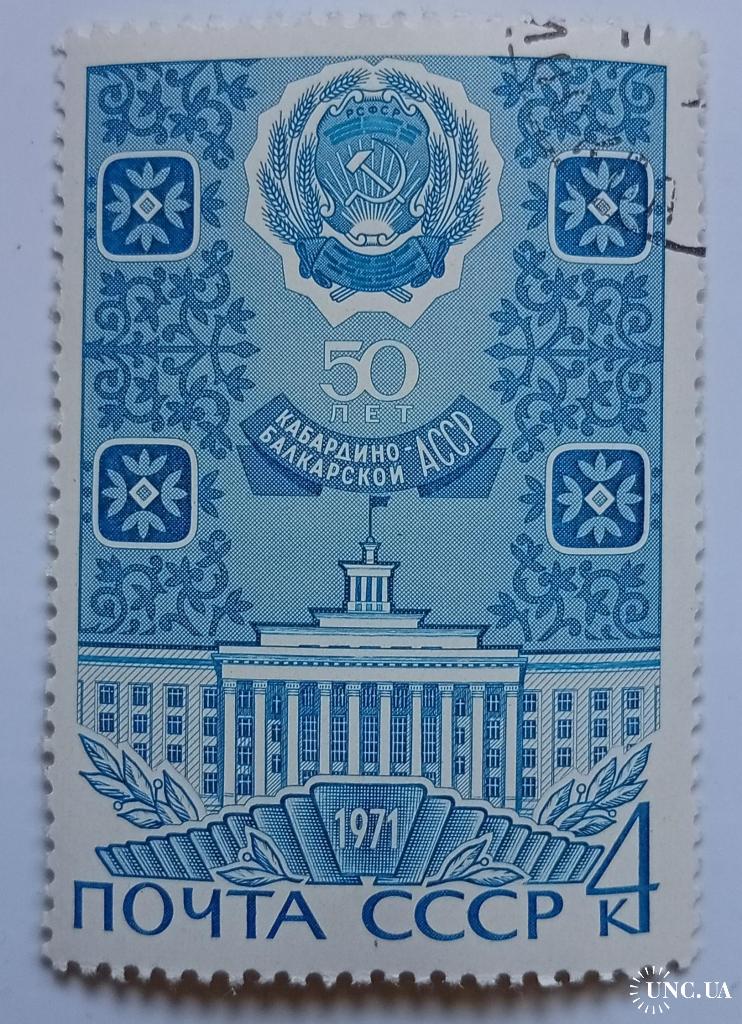 РСФСР
50
ЛЕТ
КАБАРДИНО-
БАЛКАРСКОЙ АССР
1971
ПОЧТА СССР 4 К
UNC.UA